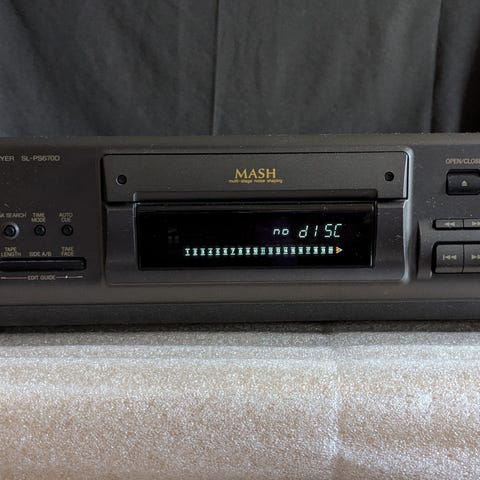 YER SL-PS670D
MASH
multi-stage noise shaping
OPEN/CLOSE
SEARCH TIME MODE AUTO CUE
no diSC
TAPE LENGTH SIDE A/B TIME FADE
EDIT GUIDE